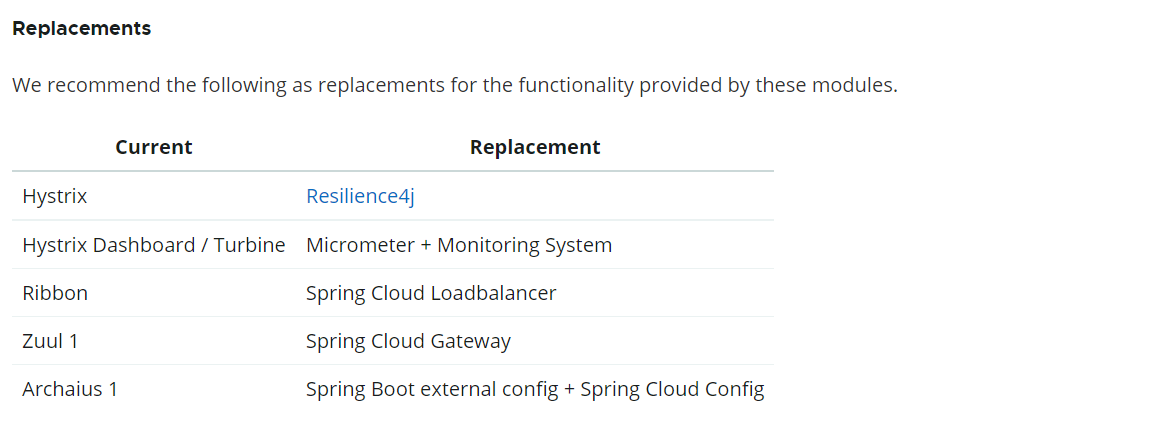 Replacements
We recommend the following as replacements for the functionality provided by these modules.
Current Replacement
Hystrix Resilience4j
Hystrix Dashboard / Turbine Micrometer + Monitoring System
Ribbon Spring Cloud Loadbalancer
Zuul 1 Spring Cloud Gateway
Archaius 1 Spring Boot external config + Spring Cloud Config